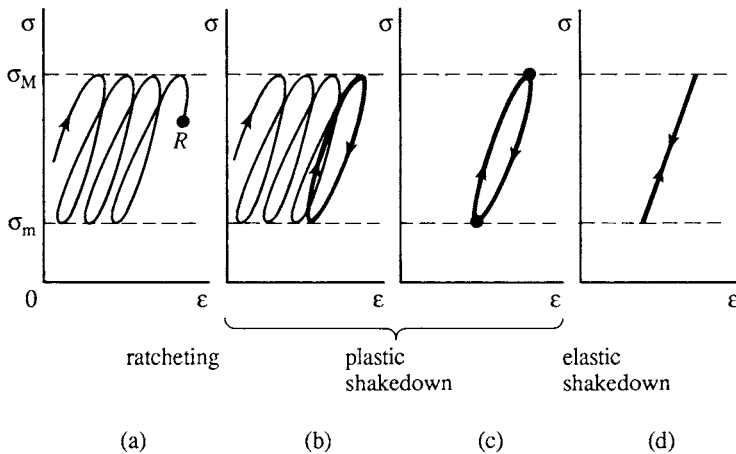 σ σ σ σ
σM
R
σm
0 ε ε ε ε
ratcheting plastic elastic
shakedown shakedown
(a) (b) (c) (d)